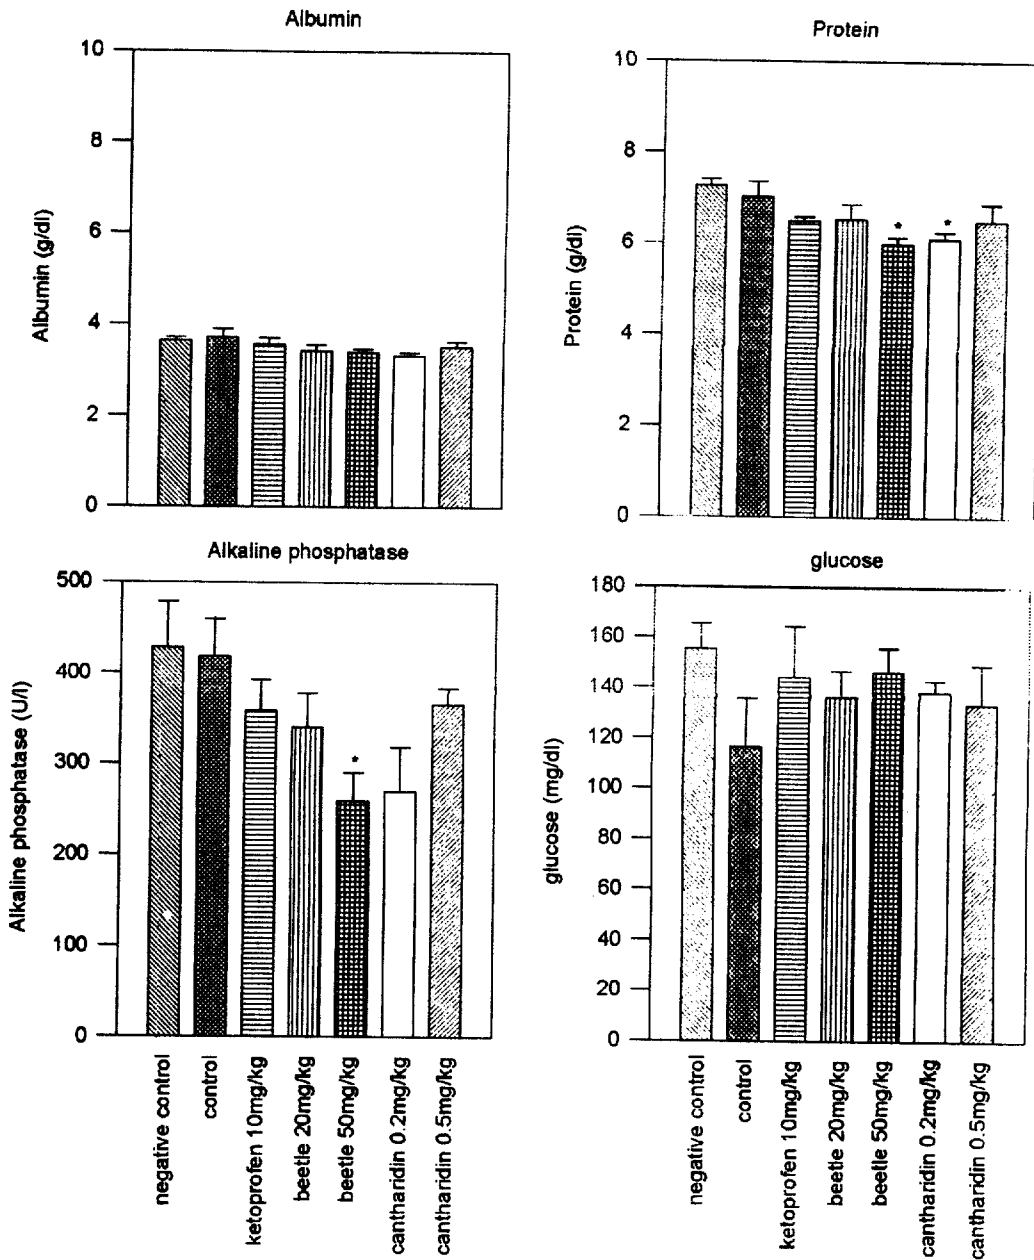 Albumin
10
8
6
4
2
0
Albumin (g/dl)
Protein
10
8
6
4
2
0
Protein (g/dl)
*
*
Alkaline phosphatase
500
400
300
200
100
0
Alkaline phosphatase (U/l)
*
negative control
control
ketoprofen 10mg/kg
beetle 20mg/kg
beetle 50mg/kg
cantharidin 0.2mg/kg
cantharidin 0.5mg/kg
glucose
180
160
140
120
100
80
60
40
20
0
glucose (mg/dl)
negative control
control
ketoprofen 10mg/kg
beetle 20mg/kg
beetle 50mg/kg
cantharidin 0.2mg/kg
cantharidin 0.5mg/kg